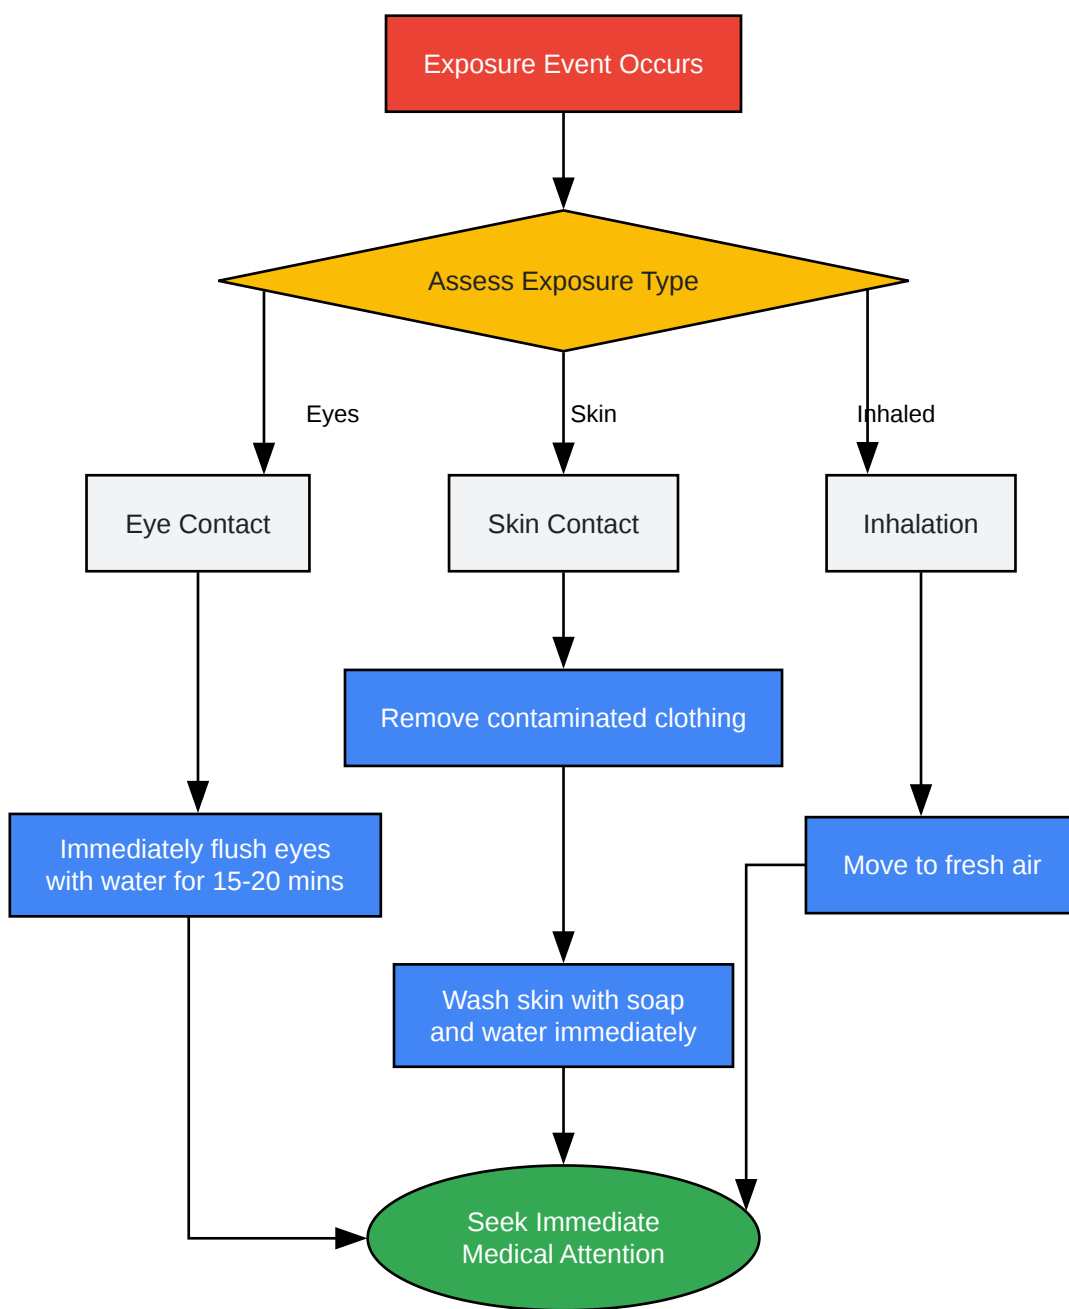 Exposure Event Occurs
Assess Exposure Type
Eyes
Skin
Inhaled
Eye Contact
Skin Contact
Inhalation
Remove contaminated clothing
Immediately flush eyes
with water for 15-20 mins
Move to fresh air
Wash skin with soap
and water immediately
Seek Immediate
Medical Attention